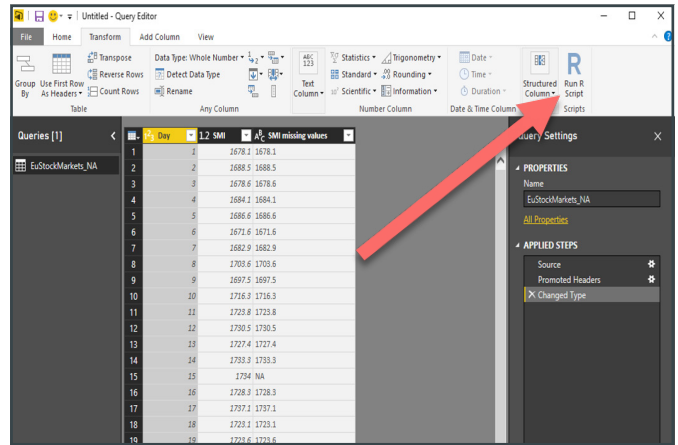 Untitled - Query Editor
File Home Transform Add Column View
Group By
Use First Row As Headers
Transpose
Reverse Rows
Count Rows
Table
Data Type: Whole Number
Detect Data Type
Rename
Any Column
ABC 123
Text Column
Statistics
Standard
Scientific
Trigonometry
Rounding
Information
Number Column
Date
Time
Duration
Date & Time Column
Structured Column
R
Run R Script
Scripts
Queries [1]
EuStockMarkets_NA
Day 1.2 SMI ABC SMI missing values
1 1 1678.1 1678.1
2 2 1688.5 1688.5
3 3 1678.6 1678.6
4 4 1684.1 1684.1
5 5 1686.6 1686.6
6 6 1671.6 1671.6
7 7 1682.9 1682.9
8 8 1703.6 1703.6
9 9 1697.5 1697.5
10 10 1716.3 1716.3
11 11 1723.8 1723.8
12 12 1730.5 1730.5
13 13 1727.4 1727.4
14 14 1733.3 1733.3
15 15 1734 NA
16 16 1728.3 1728.3
17 17 1737.1 1737.1
18 18 1723.1 1723.1
19 19 1723.6 1723.6
Settings
PROPERTIES
Name
EuStockMarkets_NA
All Properties
APPLIED STEPS
Source
Promoted Headers
Changed Type